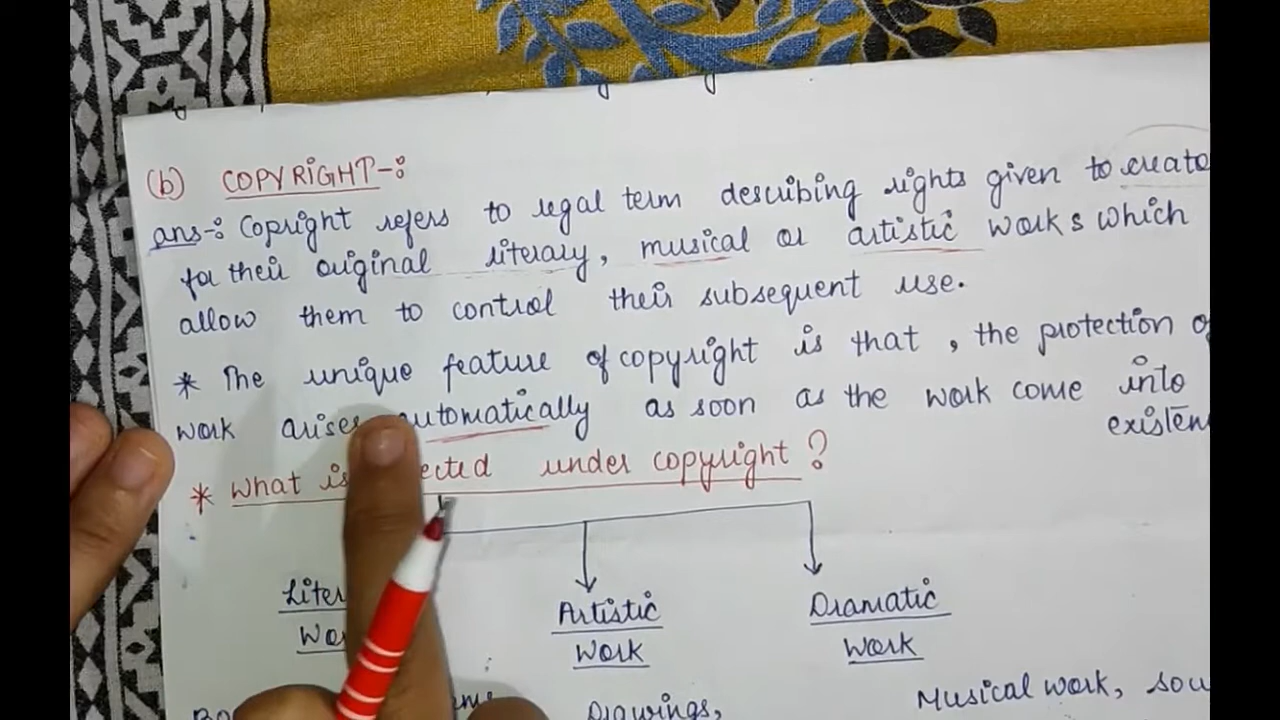 (b) COPYRIGHT-:
ans-: Copright refers to legal term describing rights given to creato
for their original literary, musical or artistic works which
allow them to control their subsequent use.
* The unique feature of copyright is that, the protection of
work arises automatically as soon as the work come into
existen
* What is ected under copyright?
Liter Artistic Dramatic
Wo Work Work
Drawings, Musical work, sou